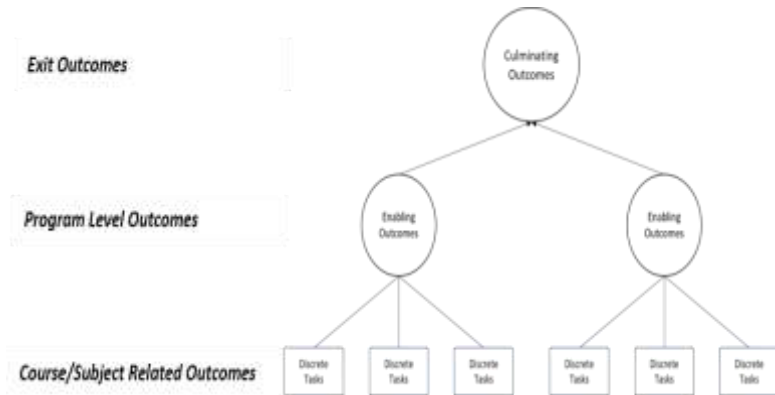 Exit Outcomes
Culminating
Outcomes
Program Level Outcomes
Enabling
Outcomes
Enabling
Outcomes
Course/Subject Related Outcomes
Discrete
Tasks
Discrete
Tasks
Discrete
Tasks
Discrete
Tasks
Discrete
Tasks
Discrete
Tasks